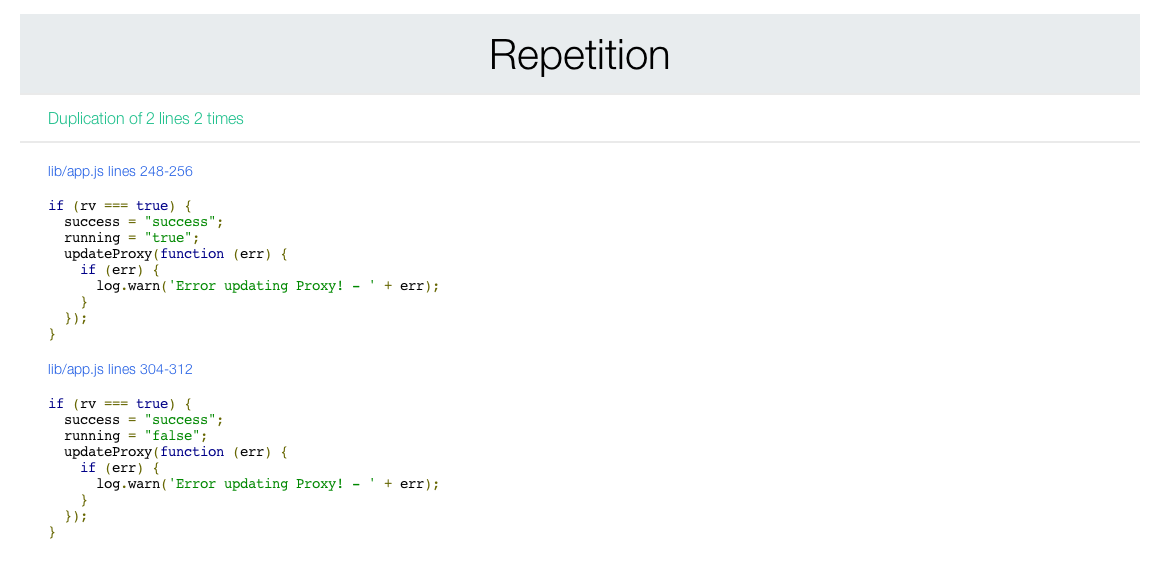 Repetition
Duplication of 2 lines 2 times
lib/app.js lines 248-256
if (rv === true) {
  success = "success";
  running = "true";
  updateProxy(function (err) {
    if (err) {
      log.warn('Error updating Proxy! - ' + err);
    }
  });
}
lib/app.js lines 304-312
if (rv === true) {
  success = "success";
  running = "false";
  updateProxy(function (err) {
    if (err) {
      log.warn('Error updating Proxy! - ' + err);
    }
  });
}